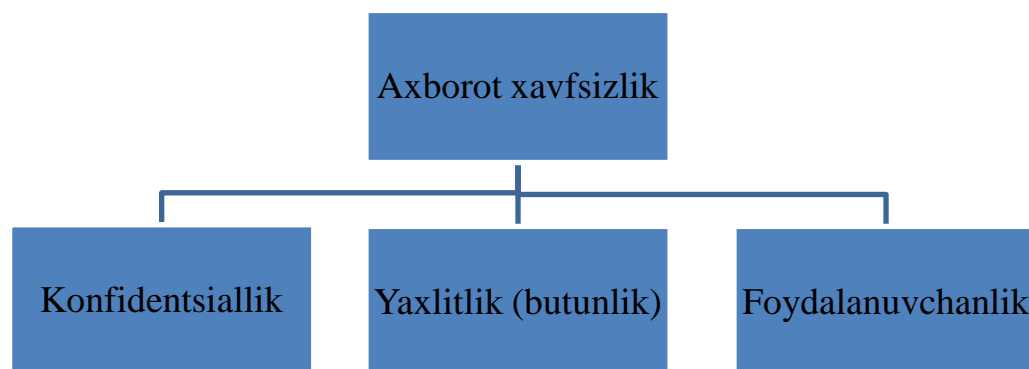 Axborot xavfsizlik
Konfidentsiallik
Yaxlitlik (butunlik)
Foydalanuvchanlik